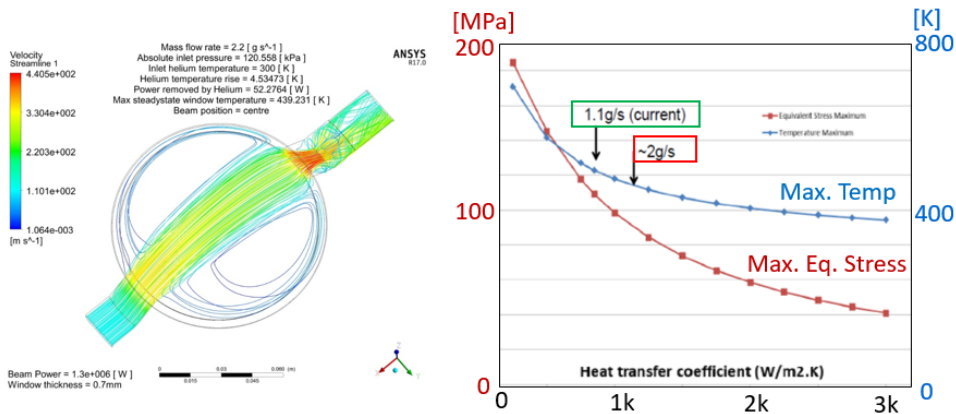 Velocity
Streamline 1
4.405e+002
3.304e+002
2.203e+002
1.101e+002
1.064e-003
[m s^-1]
Mass flow rate = 2.2 [ g s^-1]
Absolute inlet pressure = 120.558 [ kPa]
Inlet helium temperature = 300 [ K]
Helium temperature rise = 4.53473 [ K]
Power removed by Helium = 52.2764 [ W]
Max steadystate window temperature = 439.231 [ K]
Beam position = centre
ANSYS
R17.0
Beam Power = 1.3e+006 [ W]
Window thickness = 0.7mm
0
0.03
0.060 (m)
0.015
0.045
X
Y
Z
[MPa]
200
100
0
[K]
800
400
0
1.1g/s (current)
~2g/s
Equivalent Stress Maximum
Temperature Maximum
Max. Temp
Max. Eq. Stress
Heat transfer coefficient (W/m2.K)
0
1k
2k
3k